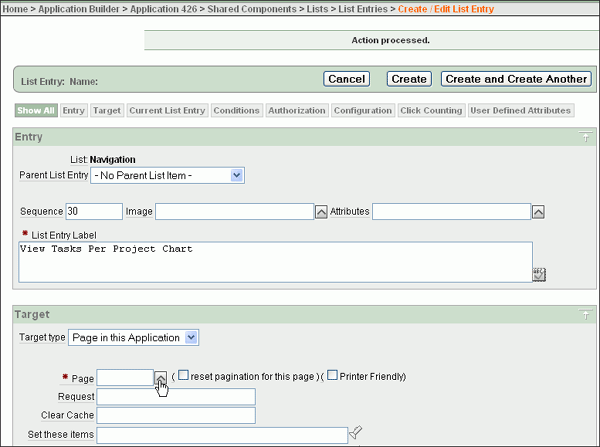 Home > Application Builder > Application 426 > Shared Components > Lists > List Entries > Create / Edit List Entry
Action processed.
List Entry: Name: Cancel Create Create and Create Another
Show All Entry Target Current List Entry Conditions Authorization Configuration Click Counting User Defined Attributes
Entry
List: Navigation
Parent List Entry - No Parent List Item -
Sequence 30 Image Attributes
* List Entry Label
View Tasks Per Project Chart
Target
Target type Page in this Application
* Page ( reset pagination for this page ) ( Printer Friendly)
Request
Clear Cache
Set these items